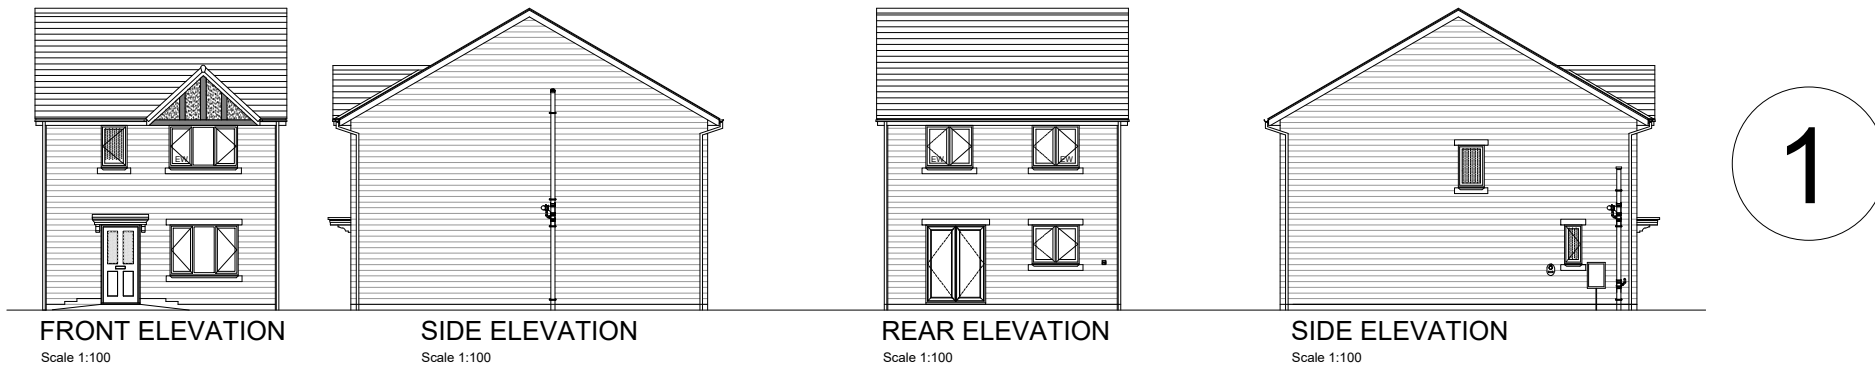 EW
EW
EW
FRONT ELEVATION
Scale 1:100
SIDE ELEVATION
Scale 1:100
REAR ELEVATION
Scale 1:100
SIDE ELEVATION
Scale 1:100
1